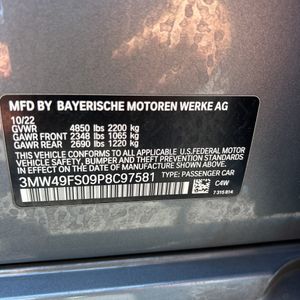 MFD BY BAYERISCHE MOTOREN WERKE AG
10/22
GVWR 4850 lbs 2200 kg
GAWR FRONT 2348 lbs 1065 kg
GAWR REAR 2690 lbs 1220 kg
THIS VEHICLE CONFORMS TO ALL APPLICABLE U.S.FEDERAL MOTOR VEHICLE SAFETY, BUMPER, AND THEFT PREVENTION STANDARDS IN EFFECT ON THE DATE OF MANUFACTURE SHOWN ABOVE.
3MW49FS09P8C97581
TYPE: PASSENGER CAR
C4W
7 315 814